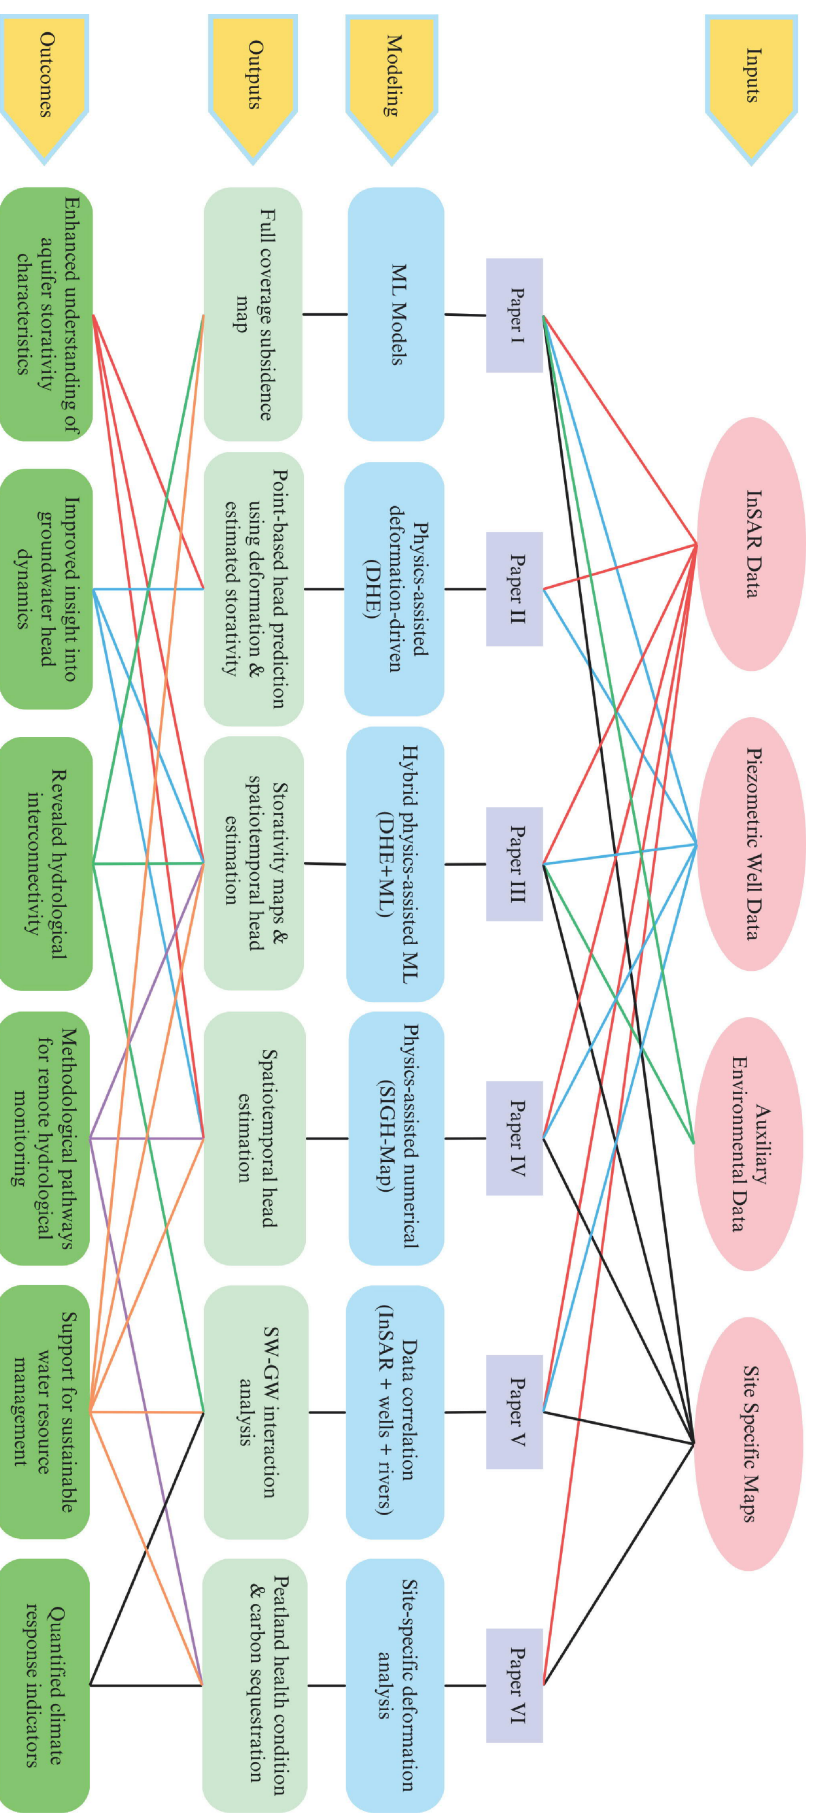 Inputs
InSAR Data
Piezometric Well Data
Auxiliary
Environmental Data
Site Specific Maps
Paper I
Paper II
Paper III
Paper IV
Paper V
Paper VI
Modeling
ML Models
Physics-assisted
deformation-driven
(DHE)
Hybrid physics-assisted ML
(DHE+ML)
Physics-assisted numerical
(SIGH-Map)
Data correlation
(InSAR + wells + rivers)
Site-specific deformation
analysis
Outputs
Full coverage subsidence
map
Point-based head prediction
using deformation &
estimated storativity
Storativity maps &
spatiotemporal head
estimation
Spatiotemporal head
estimation
SW-GW interaction
analysis
Peatland health condition
& carbon sequestration
Outcomes
Enhanced understanding of
aquifer storativity
characteristics
Improved insight into
groundwater head
dynamics
Revealed hydrological
interconnectivity
Methodological pathways
for remote hydrological
monitoring
Support for sustainable
water resource
management
Quantified climate
response indicators